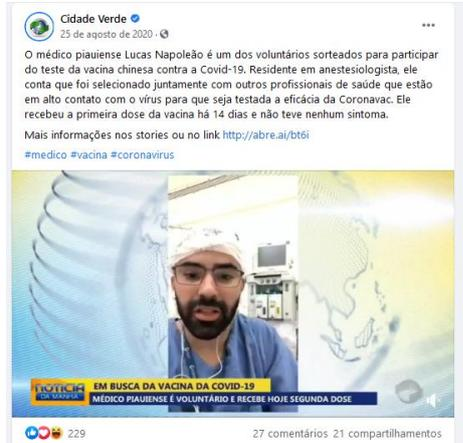 Cidade Verde
25 de agosto de 2020 ·
O médico piauiense Lucas Napoleão é um dos voluntários sorteados para participar
do teste da vacina chinesa contra a Covid-19. Residente em anestesiologista, ele
conta que foi selecionado juntamente com outros profissionais de saúde que estão
em alto contato com o vírus para que seja testada a eficácia da Coronavac. Ele
recebeu a primeira dose da vacina há 14 dias e não teve nenhum sintoma.
Mais informações nos stories ou no link http://abre.ai/bt6i
#medico #vacina #coronavirus
NOTÍCIA
DA MANHÃ
EM BUSCA DA VACINA DA COVID-19
MÉDICO PIAUIENSE É VOLUNTÁRIO E RECEBE HOJE SEGUNDA DOSE
229
27 comentários 21 compartilhamentos